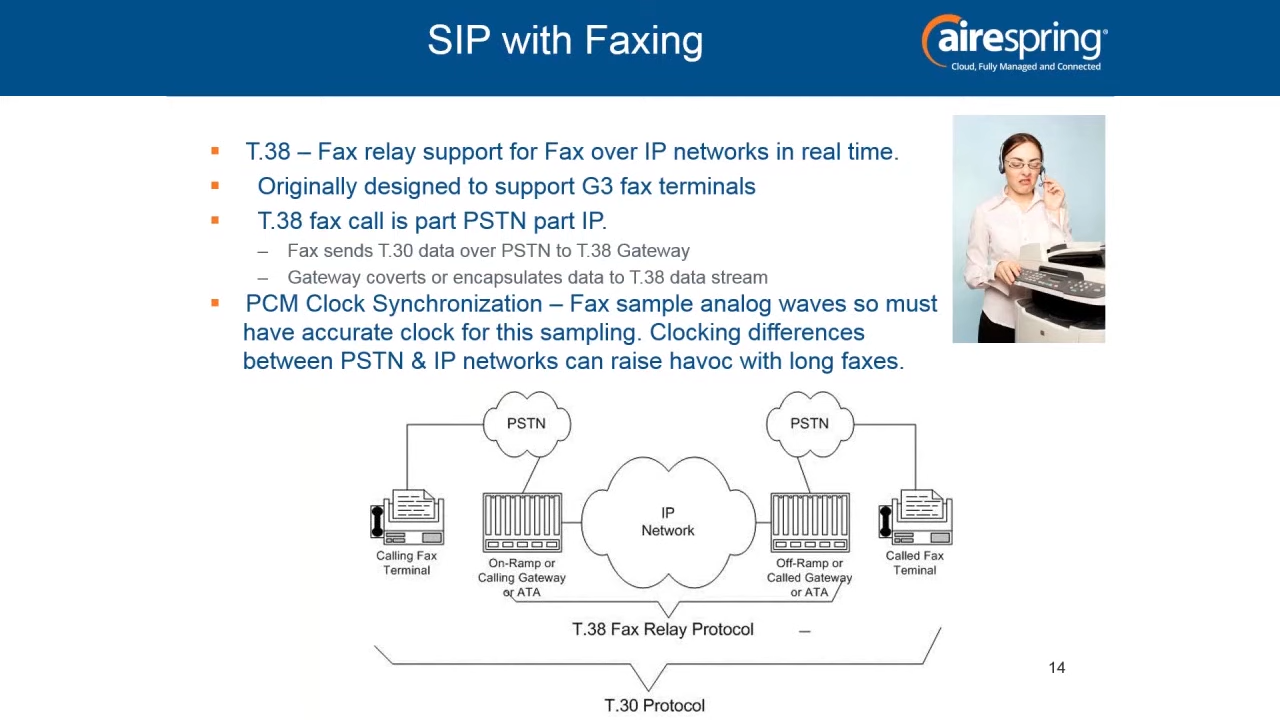 SIP with Faxing
airespring®
Cloud, Fully Managed and Connected
T.38 – Fax relay support for Fax over IP networks in real time.
Originally designed to support G3 fax terminals
T.38 fax call is part PSTN part IP.
– Fax sends T.30 data over PSTN to T.38 Gateway
– Gateway coverts or encapsulates data to T.38 data stream
PCM Clock Synchronization – Fax sample analog waves so must
have accurate clock for this sampling. Clocking differences
between PSTN & IP networks can raise havoc with long faxes.
PSTN
PSTN
IP
Network
Calling Fax
Terminal
On-Ramp or
Calling Gateway
or ATA
Off-Ramp or
Called Gateway
or ATA
Called Fax
Teminal
T.38 Fax Relay Protocol –
T.30 Protocol
14